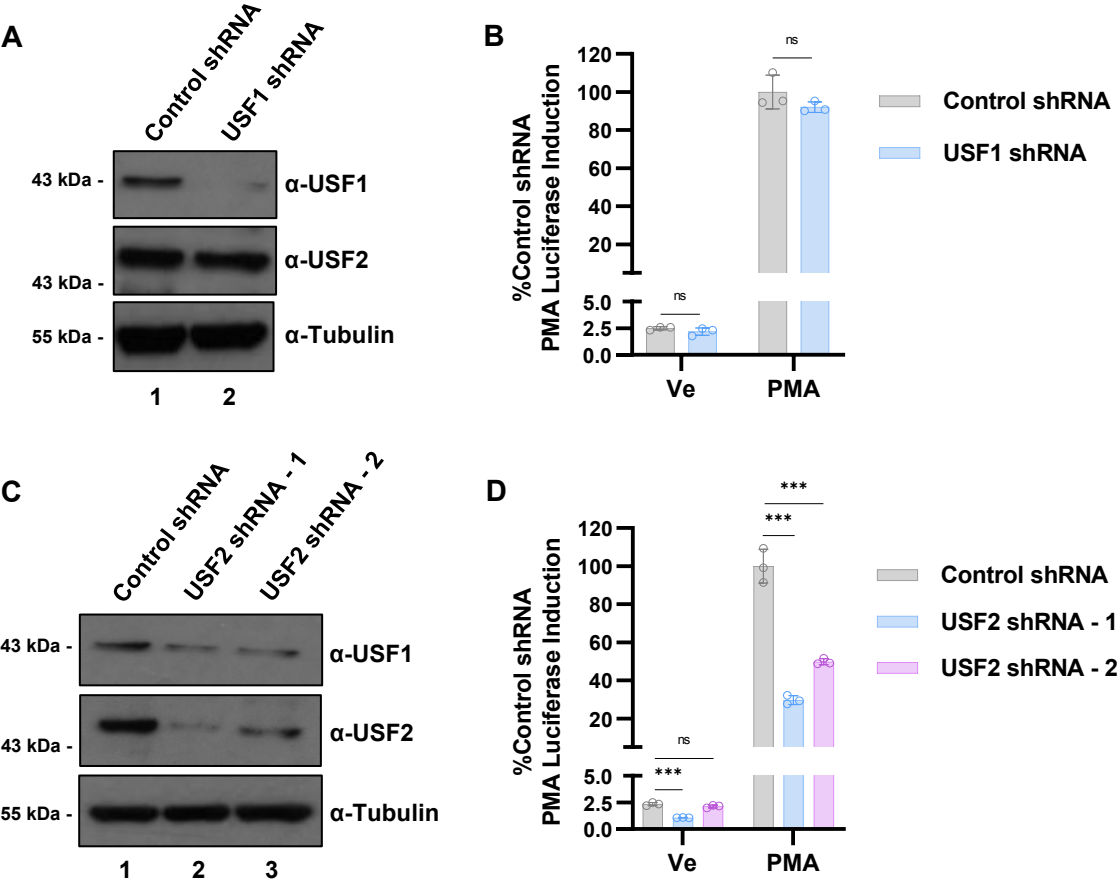 A
Control shRNA
USF1 shRNA
43 kDa -
α-USF1
α-USF2
43 kDa -
55 kDa -
α-Tubulin
1 2
B
%Control shRNA
PMA Luciferase Induction
120
100
80
60
40
20
5.0
2.5
0.0
ns
ns
Ve PMA
Control shRNA
USF1 shRNA
C
Control shRNA
USF2 shRNA - 1
USF2 shRNA - 2
43 kDa -
α-USF1
α-USF2
43 kDa -
55 kDa -
α-Tubulin
1 2 3
D
%Control shRNA
PMA Luciferase Induction
120
100
80
60
40
20
5.0
2.5
0.0
***
***
ns
***
Ve PMA
Control shRNA
USF2 shRNA - 1
USF2 shRNA - 2